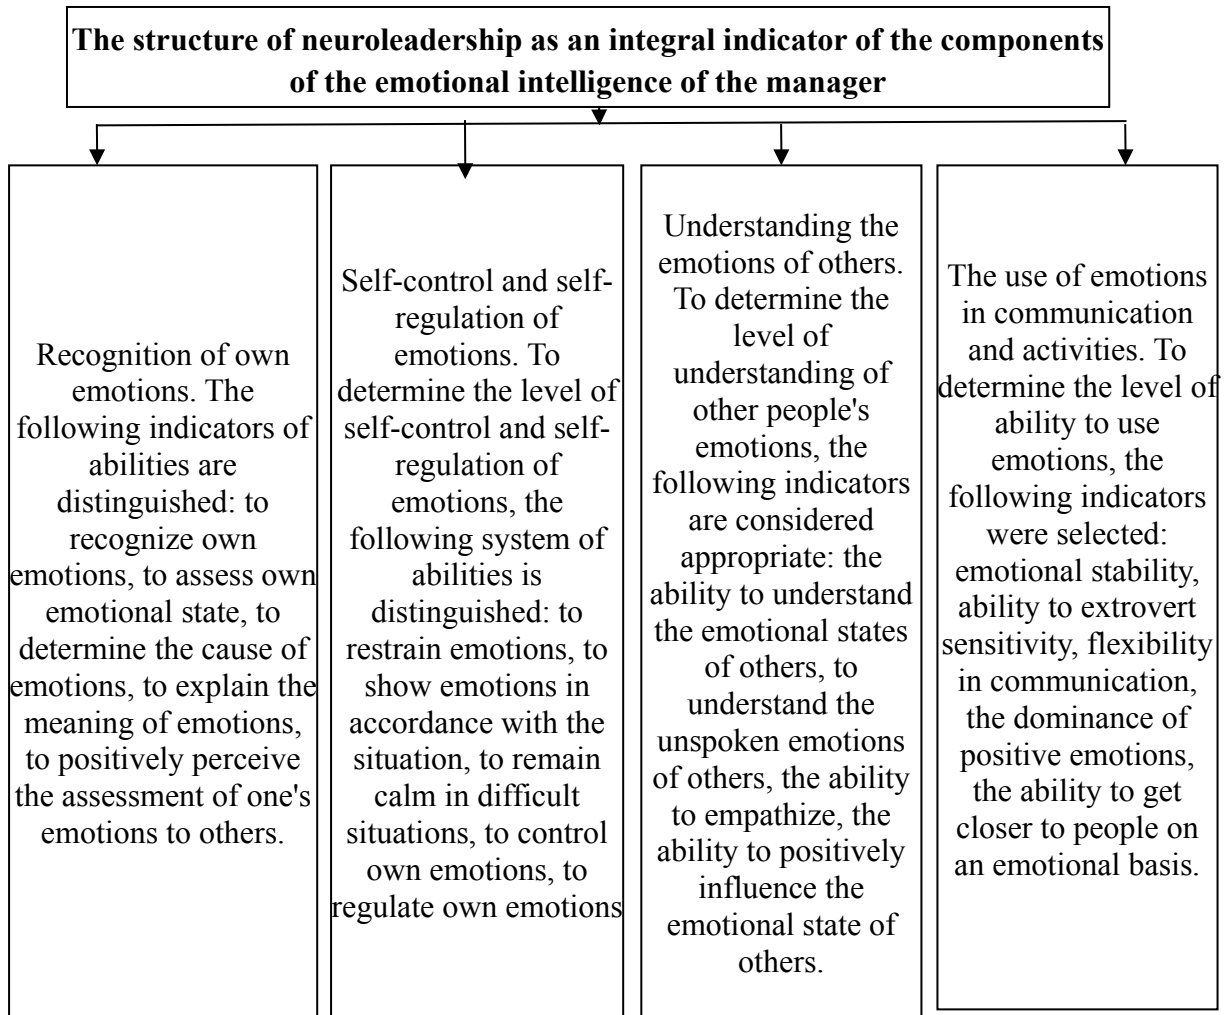 The structure of neuroleadership as an integral indicator of the components
of the emotional intelligence of the manager
Recognition of own
emotions. The
following indicators of
abilities are
distinguished: to
recognize own
emotions, to assess own
emotional state, to
determine the cause of
emotions, to explain the
meaning of emotions,
to positively perceive
the assessment of one's
emotions to others.
Self-control and self-
regulation of
emotions. To
determine the level of
self-control and self-
regulation of
emotions, the
following system of
abilities is
distinguished: to
restrain emotions, to
show emotions in
accordance with the
situation, to remain
calm in difficult
situations, to control
own emotions, to
regulate own emotions
Understanding the
emotions of others.
To determine the
level of
understanding of
other people's
emotions, the
following indicators
are considered
appropriate: the
ability to understand
the emotional states
of others, to
understand the
unspoken emotions
of others, the ability
to empathize, the
ability to positively
influence the
emotional state of
others.
The use of emotions
in communication
and activities. To
determine the level of
ability to use
emotions, the
following indicators
were selected:
emotional stability,
ability to extrovert
sensitivity, flexibility
in communication,
the dominance of
positive emotions,
the ability to get
closer to people on
an emotional basis.